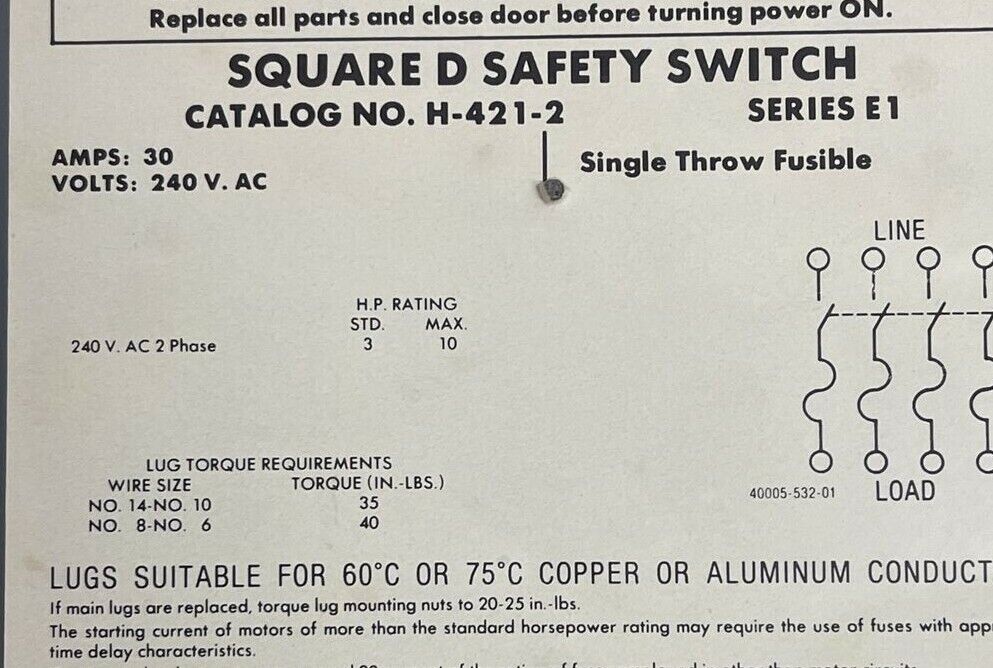 Replace all parts and close door before turning power ON.
SQUARE D SAFETY SWITCH
CATALOG NO. H-421-2 SERIES E1
AMPS: 30
VOLTS: 240 V. AC
Single Throw Fusible
LINE
H.P. RATING
STD. MAX.
240 V. AC 2 Phase 3 10
LUG TORQUE REQUIREMENTS
WIRE SIZE TORQUE (IN.-LBS.)
NO. 14-NO. 10 35
NO. 8-NO. 6 40
40005-532-01 LOAD
LUGS SUITABLE FOR 60°C OR 75°C COPPER OR ALUMINUM CONDUCT
If main lugs are replaced, torque lug mounting nuts to 20-25 in.-lbs.
The starting current of motors of more than the standard horsepower rating may require the use of fuses with app
time delay characteristics.